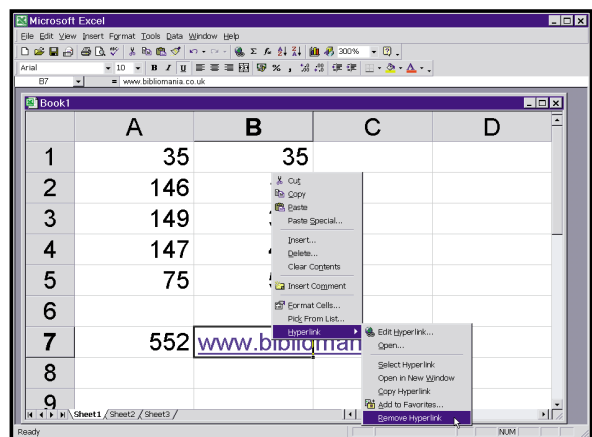 Microsoft Excel
File Edit View Insert Format Tools Data Window Help
300%
Arial 10 B I U
B7 = www.bibliomania.co.uk
Book1
A B C D
1 35 35
2 146
3 149
4 147
5 75
6
7 552 www.biblioman
8
9
Cut
Copy
Paste
Paste Special...
Insert...
Delete...
Clear Contents
Insert Comment
Format Cells...
Pick From List...
Hyperlink
Edit Hyperlink...
Open...
Select Hyperlink
Open in New Window
Copy Hyperlink
Add to Favorites...
Remove Hyperlink
Sheet1 Sheet2 Sheet3
Ready NUM